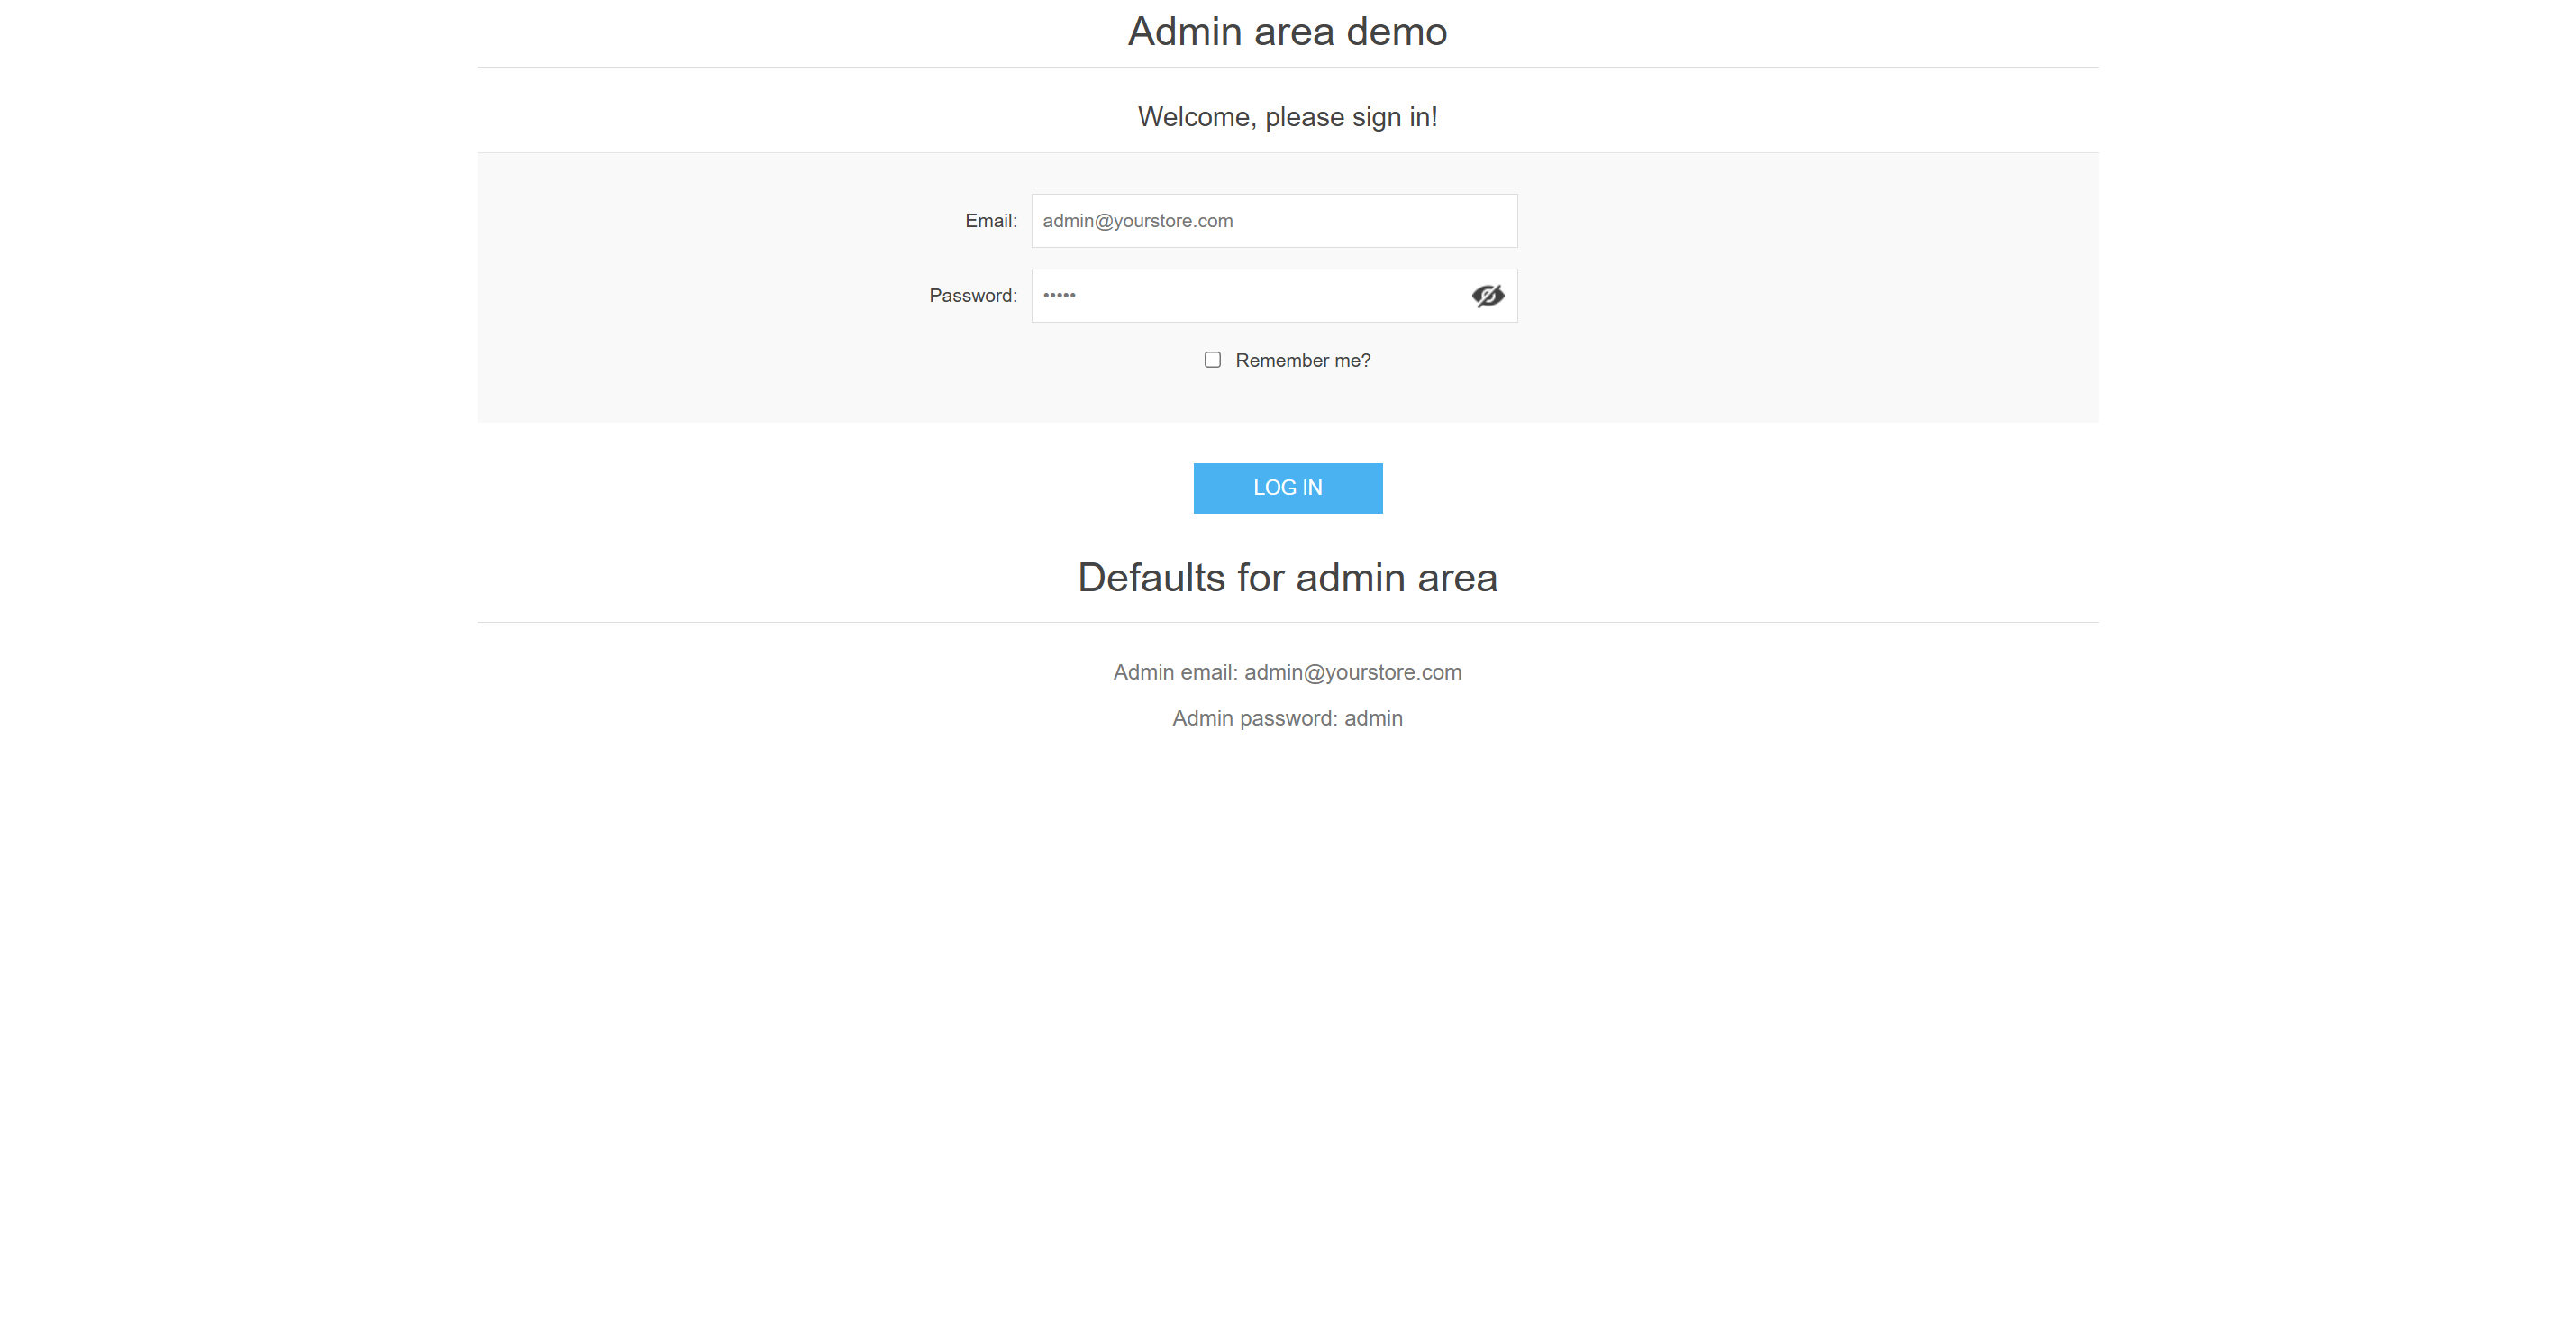 Admin area demo
Welcome, please sign in!
Email: admin@yourstore.com
Password: •••••
Remember me?
LOG IN
Defaults for admin area
Admin email: admin@yourstore.com
Admin password: admin